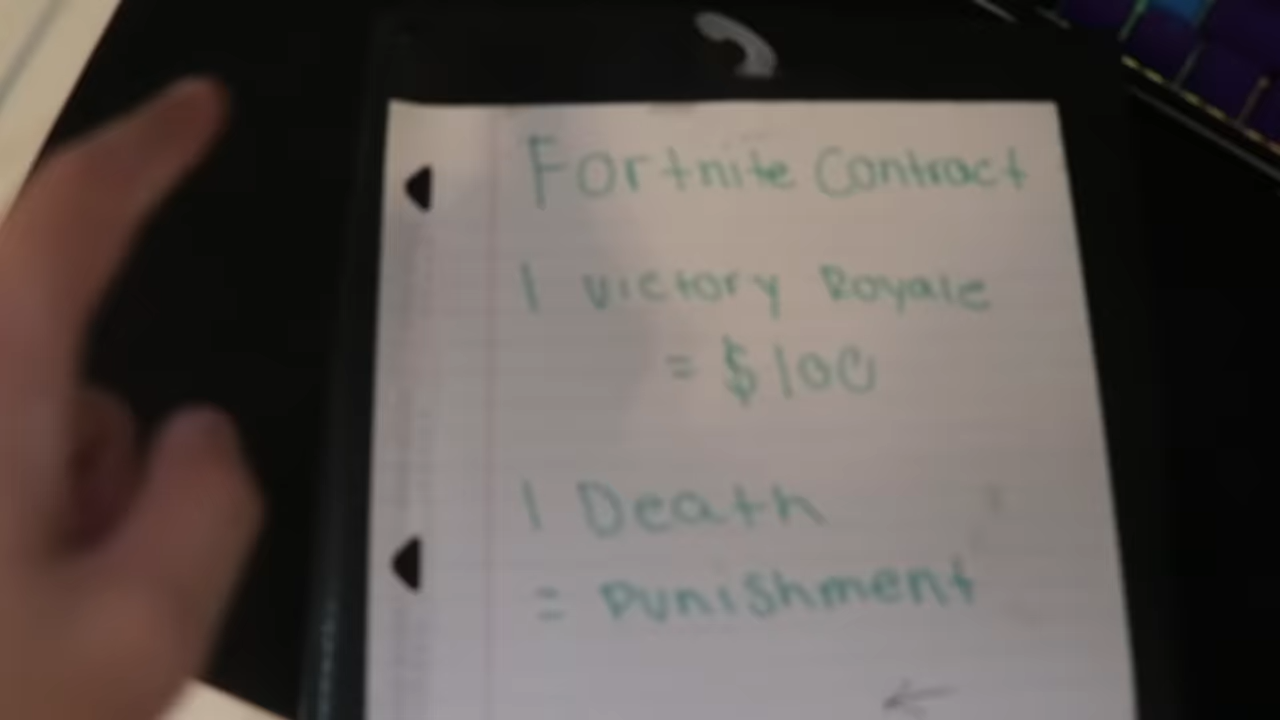 Fortnite Contract
1 Victory Royale
= $100
1 Death
= Punishment